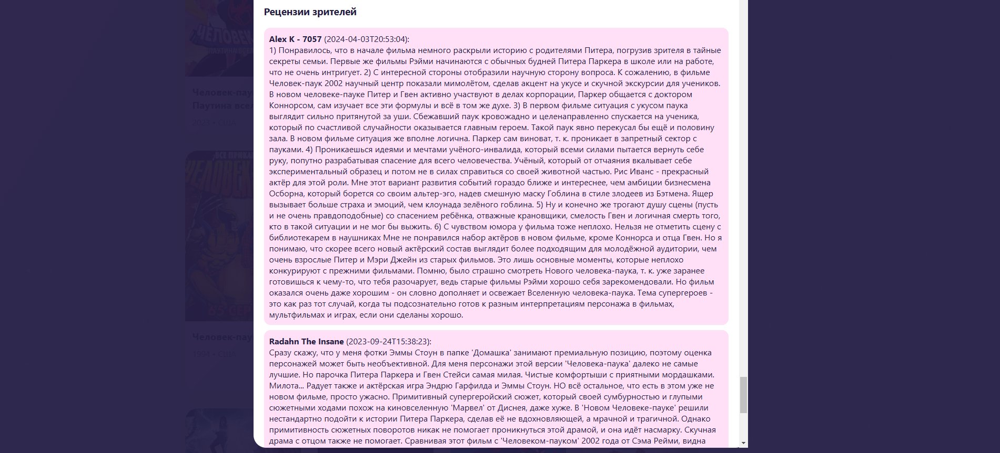 Рецензии зрителей
Alex K - 7057 (2024-04-03T20:53:04):
1) Понравилось, что в начале фильма немного раскрыли историю с родителями Питера, погрузив зрителя в тайные
секреты семьи. Первые же фильмы Рэйми начинаются с обычных будней Питера Паркера в школе или на работе,
что не очень интригует. 2) С интересной стороны отобразили научную сторону вопроса. К сожалению, в фильме
Человек-паук 2002 научный центр показали мимолётом, сделав акцент на укусе и скучной экскурсии для учеников.
В новом человеке-пауке Питер и Гвен активно участвуют в делах корпорации, Паркер общается с доктором
Коннорсом, сам изучает все эти формулы и всё в том же духе. 3) В первом фильме ситуация с укусом паука
выглядит сильно притянутой за уши. Сбежавший паук кровожадно и целенаправленно спускается на ученика,
который по счастливой случайности оказывается главным героем. Такой паук явно перекусал бы ещё и половину
зала. В новом фильме ситуация же вполне логична. Паркер сам виноват, т. к. проникает в запретный сектор с
пауками. 4) Проникаешься идеями и мечтами учёного-инвалида, который всеми силами пытается вернуть себе
руку, попутно разрабатывая спасение для всего человечества. Учёный, который от отчаяния вкалывает себе
экспериментальный образец и потом не в силах справиться со своей животной частью. Рис Иванс - прекрасный
актёр для этой роли. Мне этот вариант развития событий гораздо ближе и интереснее, чем амбиции бизнесмена
Осборна, который борется со своим альтер-эго, надев смешную маску Гоблина в стиле злодеев из Бэтмена. Ящер
вызывает больше страха и эмоций, чем клоунада зелёного гоблина. 5) Ну и конечно же трогают душу сцены (пусть
и не очень правдоподобные) со спасением ребёнка, отважные крановщики, смелость Гвен и логичная смерть того,
кто в такой ситуации и не мог бы выжить. 6) С чувством юмора у фильма тоже неплохо. Нельзя не отметить сцену с
библиотекарем в наушниках Мне не понравился набор актёров в новом фильме, кроме Коннорса и отца Гвен. Но я
понимаю, что скорее всего новый актёрский состав выглядит более подходящим для молодёжной аудитории, чем
очень взрослые Питер и Мэри Джейн из старых фильмов. Это лишь основные моменты, которые неплохо
конкурируют с прежними фильмами. Помню, было страшно смотреть Нового человека-паука, т. к. уже заранее
готовишься к чему-то, что тебя разочарует, ведь старые фильмы Рэйми хорошо себя зарекомендовали. Но фильм
оказался очень даже хорошим - он словно дополняет и освежает Вселенную человека-паука. Тема супергероев -
это как раз тот случай, когда ты подсознательно готов к разным интерпретациям персонажа в фильмах,
мультфильмах и играх, если они сделаны хорошо.
Radahn The Insane (2023-09-24T15:38:23):
Сразу скажу, что у меня фотки Эммы Стоун в папке 'Домашка' занимают премиальную позицию, поэтому оценка
персонажей может быть необъективной. Для меня персонажи этой версии 'Человека-паука' далеко не самые
лучшие. Но парочка Питера Паркера и Гвен Стейси самая милая. Чистые комфортыши с приятными мордашками.
Милота... Радует также и актёрская игра Эндрю Гарфилда и Эммы Стоун. НО всё остальное, что есть в этом уже не
новом фильме, просто ужасно. Примитивный супергеройский сюжет, который своей сумбурностью и глупыми
сюжетными ходами похож на киновселенную 'Марвел' от Диснея, даже хуже. В 'Новом Человеке-пауке' решили
нестандартно подойти к истории Питера Паркера, сделав её не вдохновляющей, а мрачной и трагичной. Однако
примитивность сюжетных поворотов никак не помогает проникнуться этой драмой, и она идёт насмарку. Скучная
драма с отцом также не помогает. Сравнивая этот фильм с 'Человеком-пауком' 2002 года от Сэма Рейми, видна
Человек-пау
Паутина всел
2023 • США
Человек-пау
1994 • США